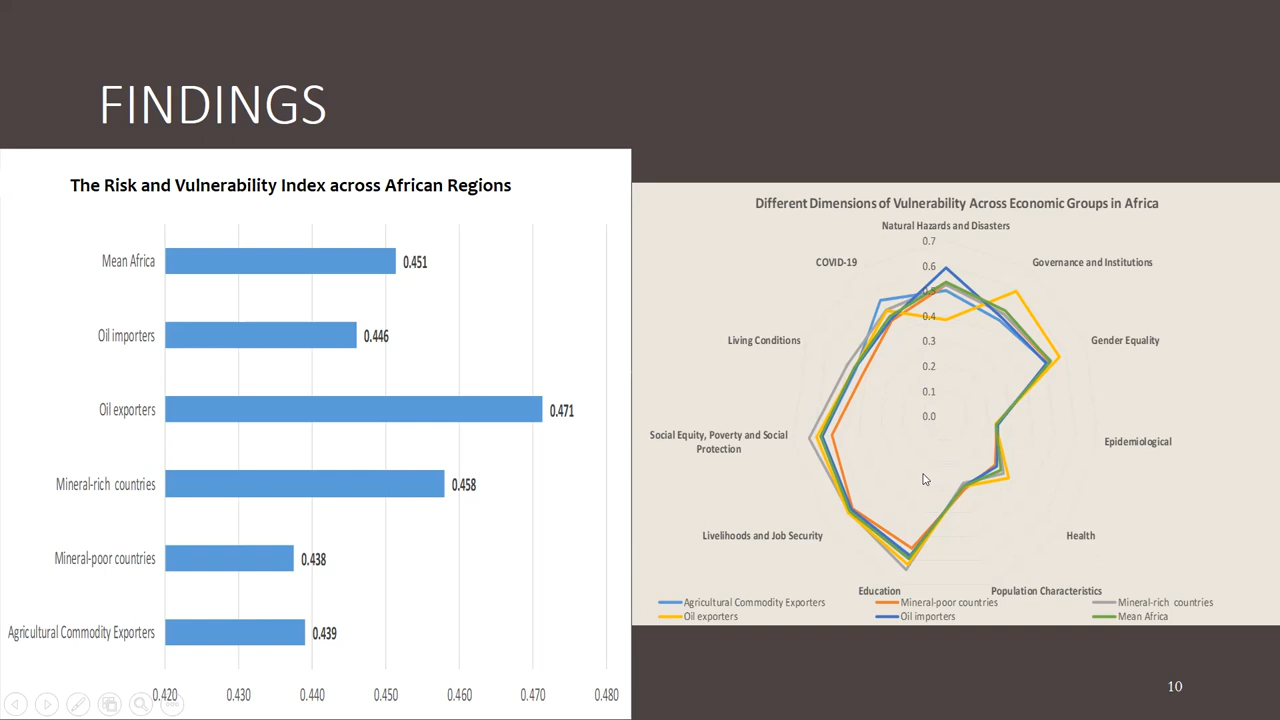 FINDINGS
The Risk and Vulnerability Index across African Regions
Mean Africa
0.451
Oil importers
0.446
Oil exporters
0.471
Mineral-rich countries
0.458
Mineral-poor countries
0.438
Agricultural Commodity Exporters
0.439
0.420 0.430 0.440 0.450 0.460 0.470 0.480
Different Dimensions of Vulnerability Across Economic Groups in Africa
Natural Hazards and Disasters
0.7
COVID-19
Governance and Institutions
0.6
0.5
0.4
Living Conditions
0.3
Gender Equality
0.2
0.1
0.0
Social Equity, Poverty and Social
Protection
Epidemiological
Livelihoods and Job Security
Health
Education
Population Characteristics
Agricultural Commodity Exporters
Mineral-poor countries
Mineral-rich countries
Oil exporters
Oil importers
Mean Africa
10